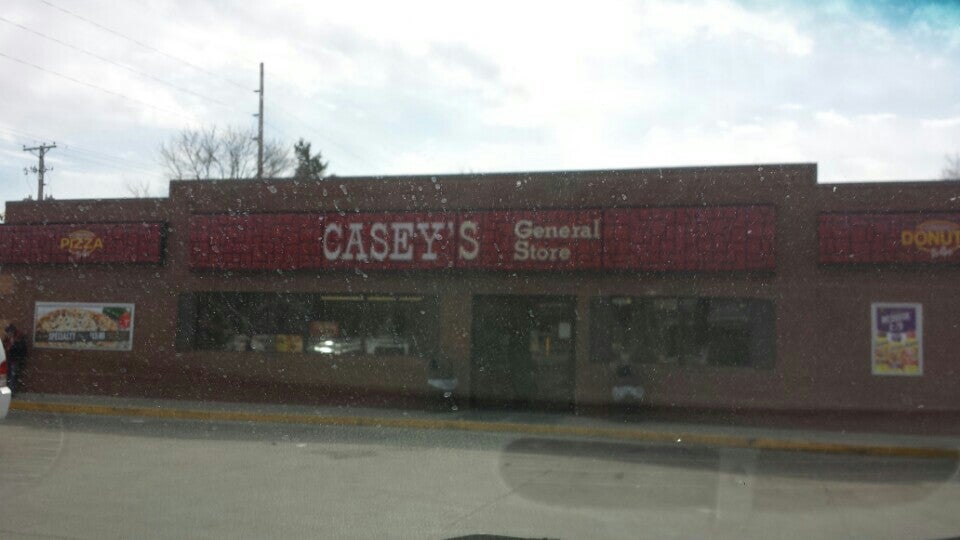 PIZZA
CASEY'S
General
Store
DONUT
SPECIALTY